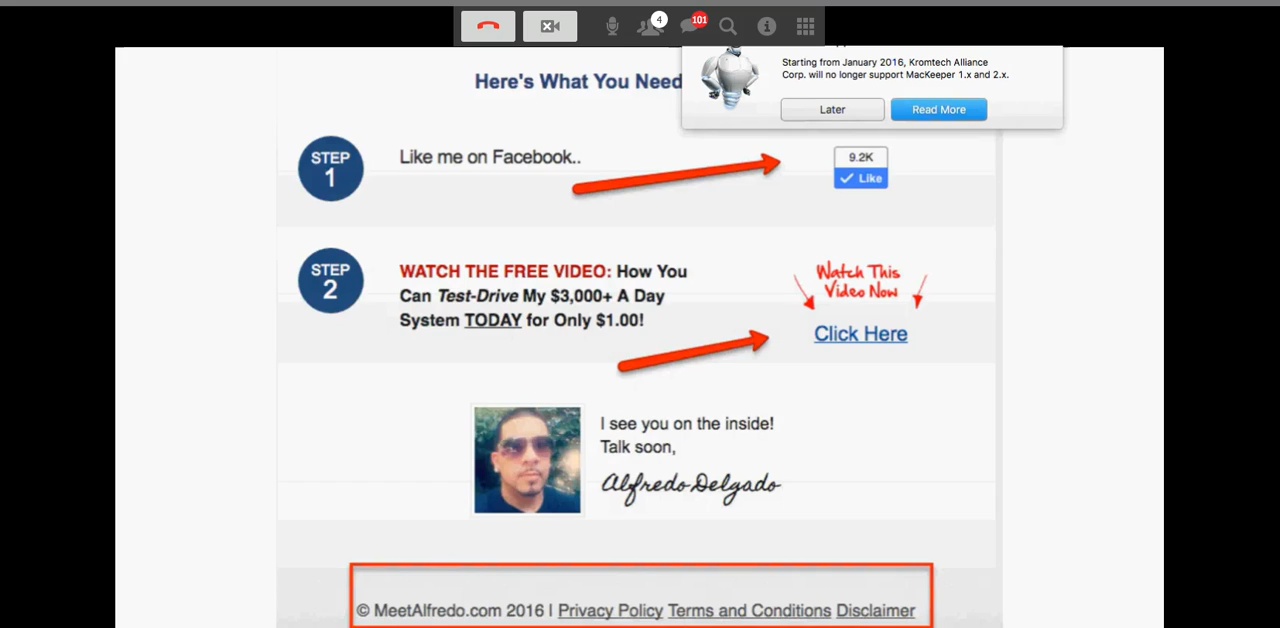 4
101
Starting from January 2016, Kromtech Alliance
Corp. will no longer support MacKeeper 1.x and 2.x.
Later
Read More
Here's What You Need
STEP
1
Like me on Facebook..
9.2K
Like
STEP
2
WATCH THE FREE VIDEO: How You
Can Test-Drive My $3,000+ A Day
System TODAY for Only $1.00!
Watch This
Video Now
Click Here
I see you on the inside!
Talk soon,
Alfredo Delgado
© MeetAlfredo.com 2016 | Privacy Policy Terms and Conditions Disclaimer